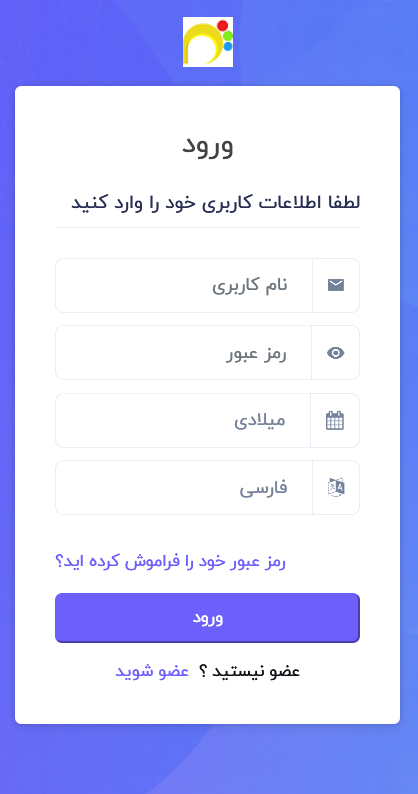 ورود
لطفا اطلاعات کاربری خود را وارد کنید
نام کاربری
رمز عبور
میلادی
فارسی
رمز عبور خود را فراموش کرده اید؟
ورود
عضو نیستید ؟ عضو شوید